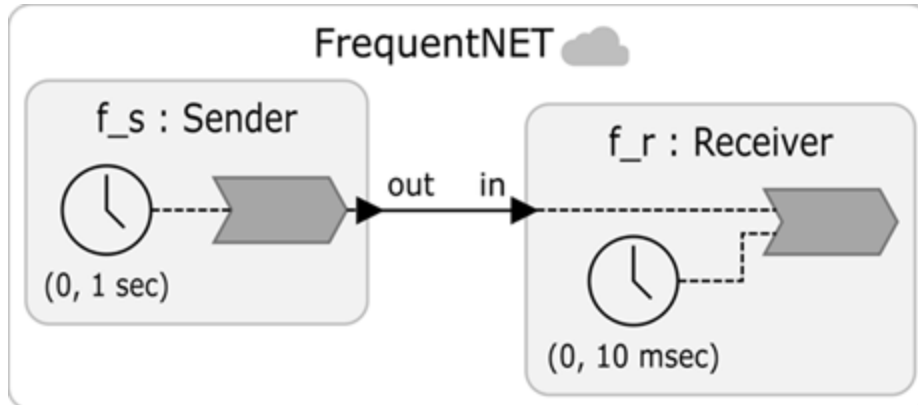 FrequentNET
f_s : Sender
(0, 1 sec)
out
in
f_r : Receiver
(0, 10 msec)